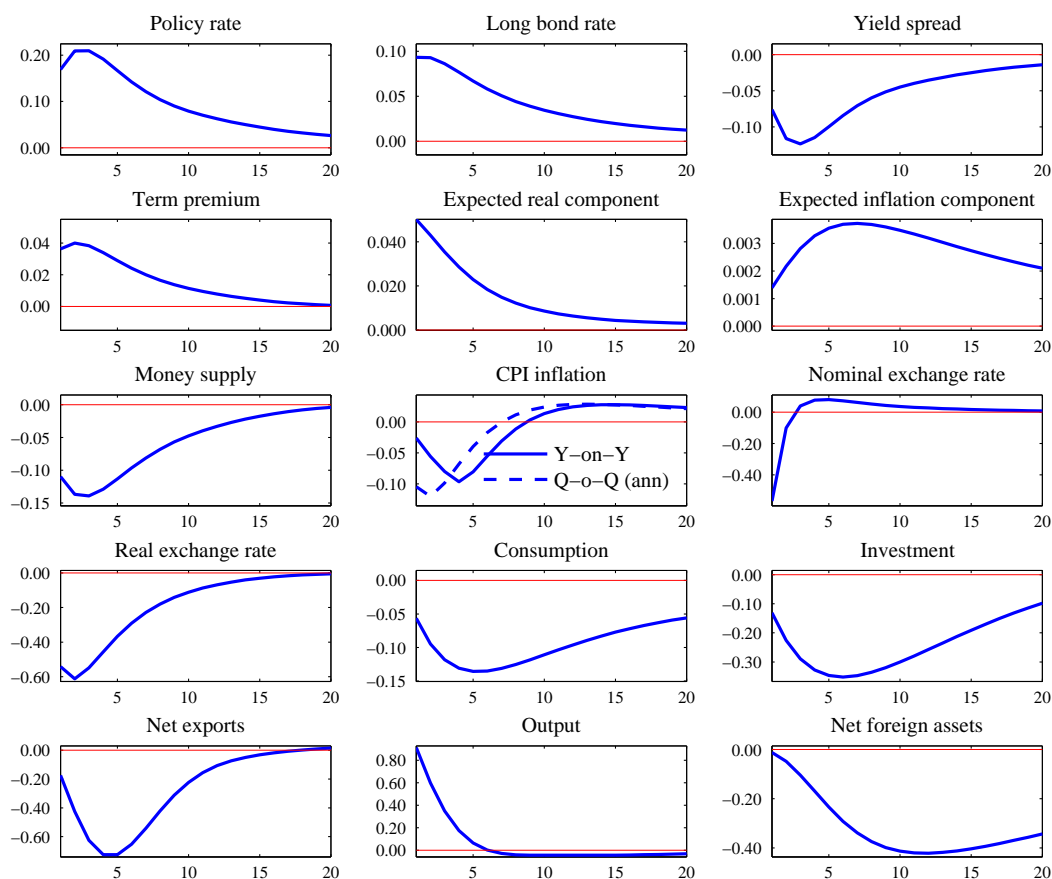 Policy rate
0.20
0.10
0.00
5 10 15 20
Long bond rate
0.10
0.05
0.00
5 10 15 20
Yield spread
0.00
−0.05
−0.10
5 10 15 20
Term premium
0.04
0.02
0.00
5 10 15 20
Expected real component
0.040
0.020
0.000
5 10 15 20
Expected inflation component
0.003
0.002
0.001
0.000
5 10 15 20
Money supply
0.00
−0.05
−0.10
−0.15
5 10 15 20
CPI inflation
0.00
−0.05
−0.10
Y−on−Y
Q−o−Q (ann)
5 10 15 20
Nominal exchange rate
0.00
−0.20
−0.40
5 10 15 20
Real exchange rate
0.00
−0.20
−0.40
−0.60
5 10 15 20
Consumption
0.00
−0.05
−0.10
−0.15
5 10 15 20
Investment
0.00
−0.10
−0.20
−0.30
5 10 15 20
Net exports
0.00
−0.20
−0.40
−0.60
5 10 15 20
Output
0.80
0.60
0.40
0.20
0.00
5 10 15 20
Net foreign assets
0.00
−0.20
−0.40
5 10 15 20